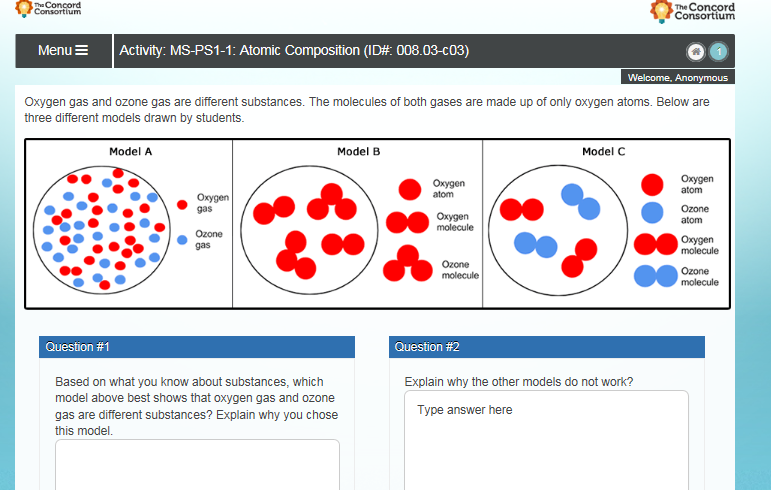 The Concord
Consortium
The Concord
Consortium
Menu
Activity: MS-PS1-1: Atomic Composition (ID#: 008.03-c03)
1
Welcome, Anonymous
Oxygen gas and ozone gas are different substances. The molecules of both gases are made up of only oxygen atoms. Below are
three different models drawn by students.
Model A
Oxygen
gas
Ozone
gas
Model B
Oxygen
atom
Oxygen
molecule
Ozone
molecule
Model C
Oxygen
atom
Ozone
atom
Oxygen
molecule
Ozone
molecule
Question #1
Based on what you know about substances, which
model above best shows that oxygen gas and ozone
gas are different substances? Explain why you chose
this model.
Question #2
Explain why the other models do not work?
Type answer here